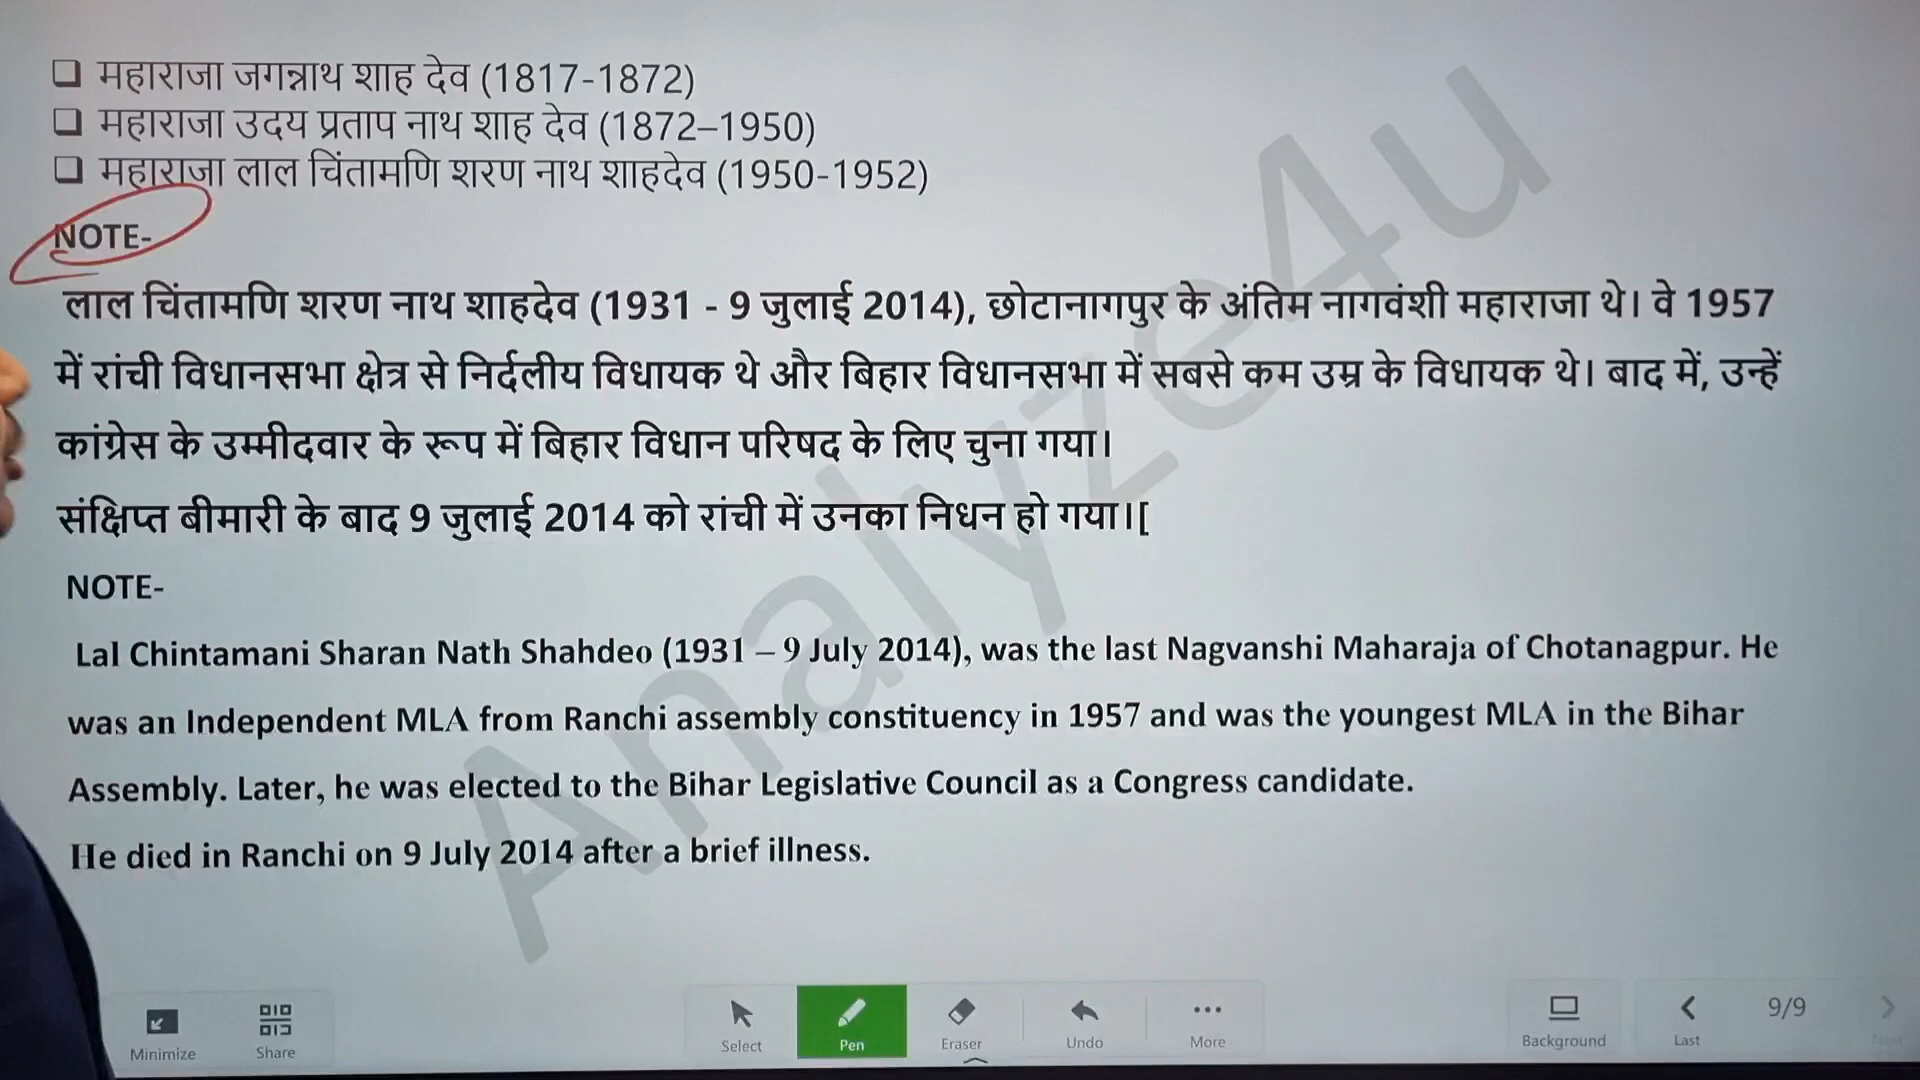 ❑ महाराजा जगन्नाथ शाह देव (1817-1872)
❑ महाराजा उदय प्रताप नाथ शाह देव (1872–1950)
❑ महाराजा लाल चिंतामणि शरण नाथ शाहदेव (1950-1952)
NOTE-
लाल चिंतामणि शरण नाथ शाहदेव (1931 - 9 जुलाई 2014), छोटानागपुर के अंतिम नागवंशी महाराजा थे। वे 1957
में रांची विधानसभा क्षेत्र से निर्दलीय विधायक थे और बिहार विधानसभा में सबसे कम उम्र के विधायक थे। बाद में, उन्हें
कांग्रेस के उम्मीदवार के रूप में बिहार विधान परिषद के लिए चुना गया।
संक्षिप्त बीमारी के बाद 9 जुलाई 2014 को रांची में उनका निधन हो गया।[
NOTE-
Lal Chintamani Sharan Nath Shahdeo (1931 – 9 July 2014), was the last Nagvanshi Maharaja of Chotanagpur. He
was an Independent MLA from Ranchi assembly constituency in 1957 and was the youngest MLA in the Bihar
Assembly. Later, he was elected to the Bihar Legislative Council as a Congress candidate.
He died in Ranchi on 9 July 2014 after a brief illness.
Analyze4u
Minimize Share Select Pen Eraser Undo More Background Last 9/9 Next